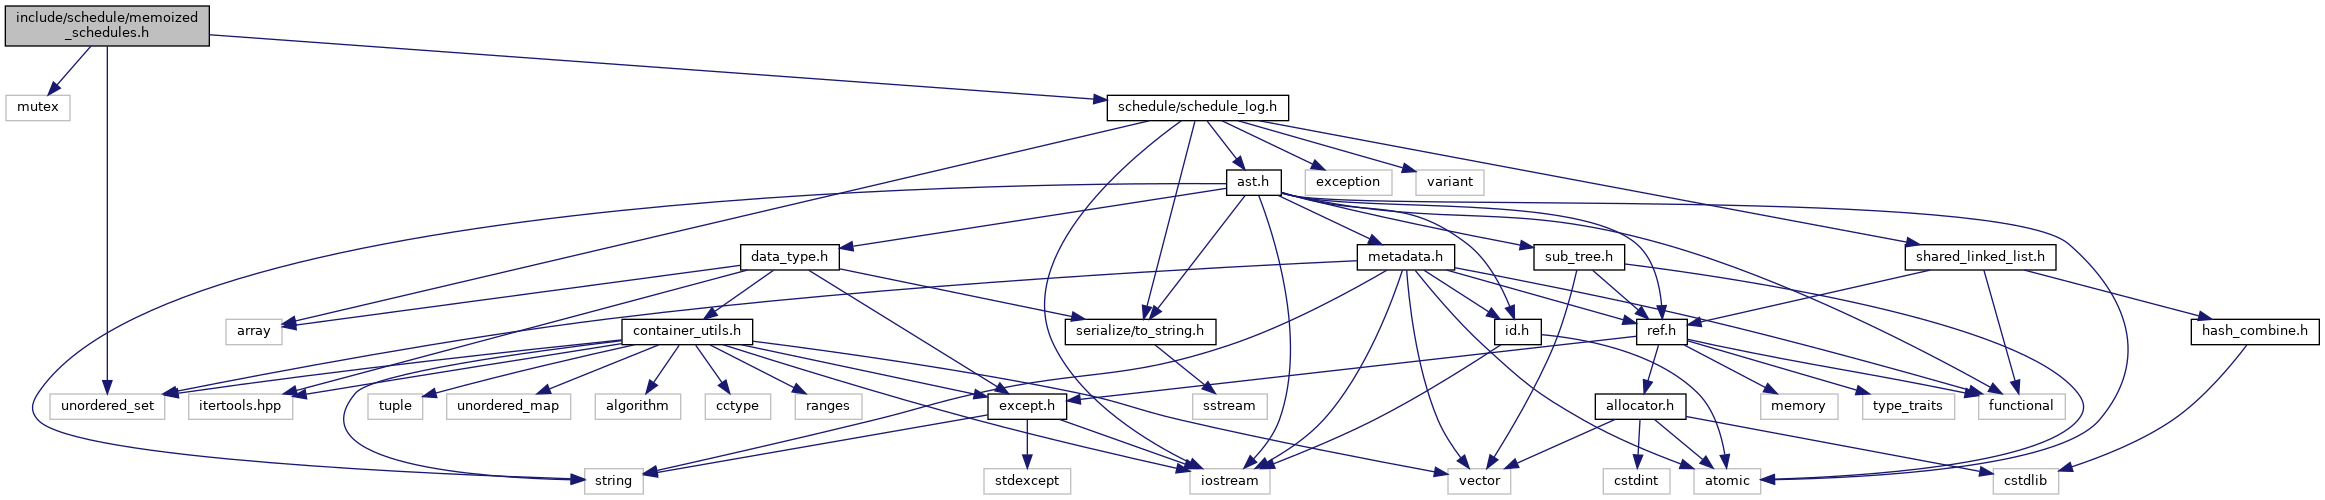 include/schedule/memoized
_schedules.h
mutex
schedule/schedule_log.h
ast.h
exception
variant
data_type.h
metadata.h
sub_tree.h
shared_linked_list.h
array
container_utils.h
serialize/to_string.h
id.h
ref.h
hash_combine.h
unordered_set
itertools.hpp
tuple
unordered_map
algorithm
cctype
ranges
except.h
sstream
allocator.h
memory
type_traits
functional
string
stdexcept
iostream
vector
cstdint
atomic
cstdlib